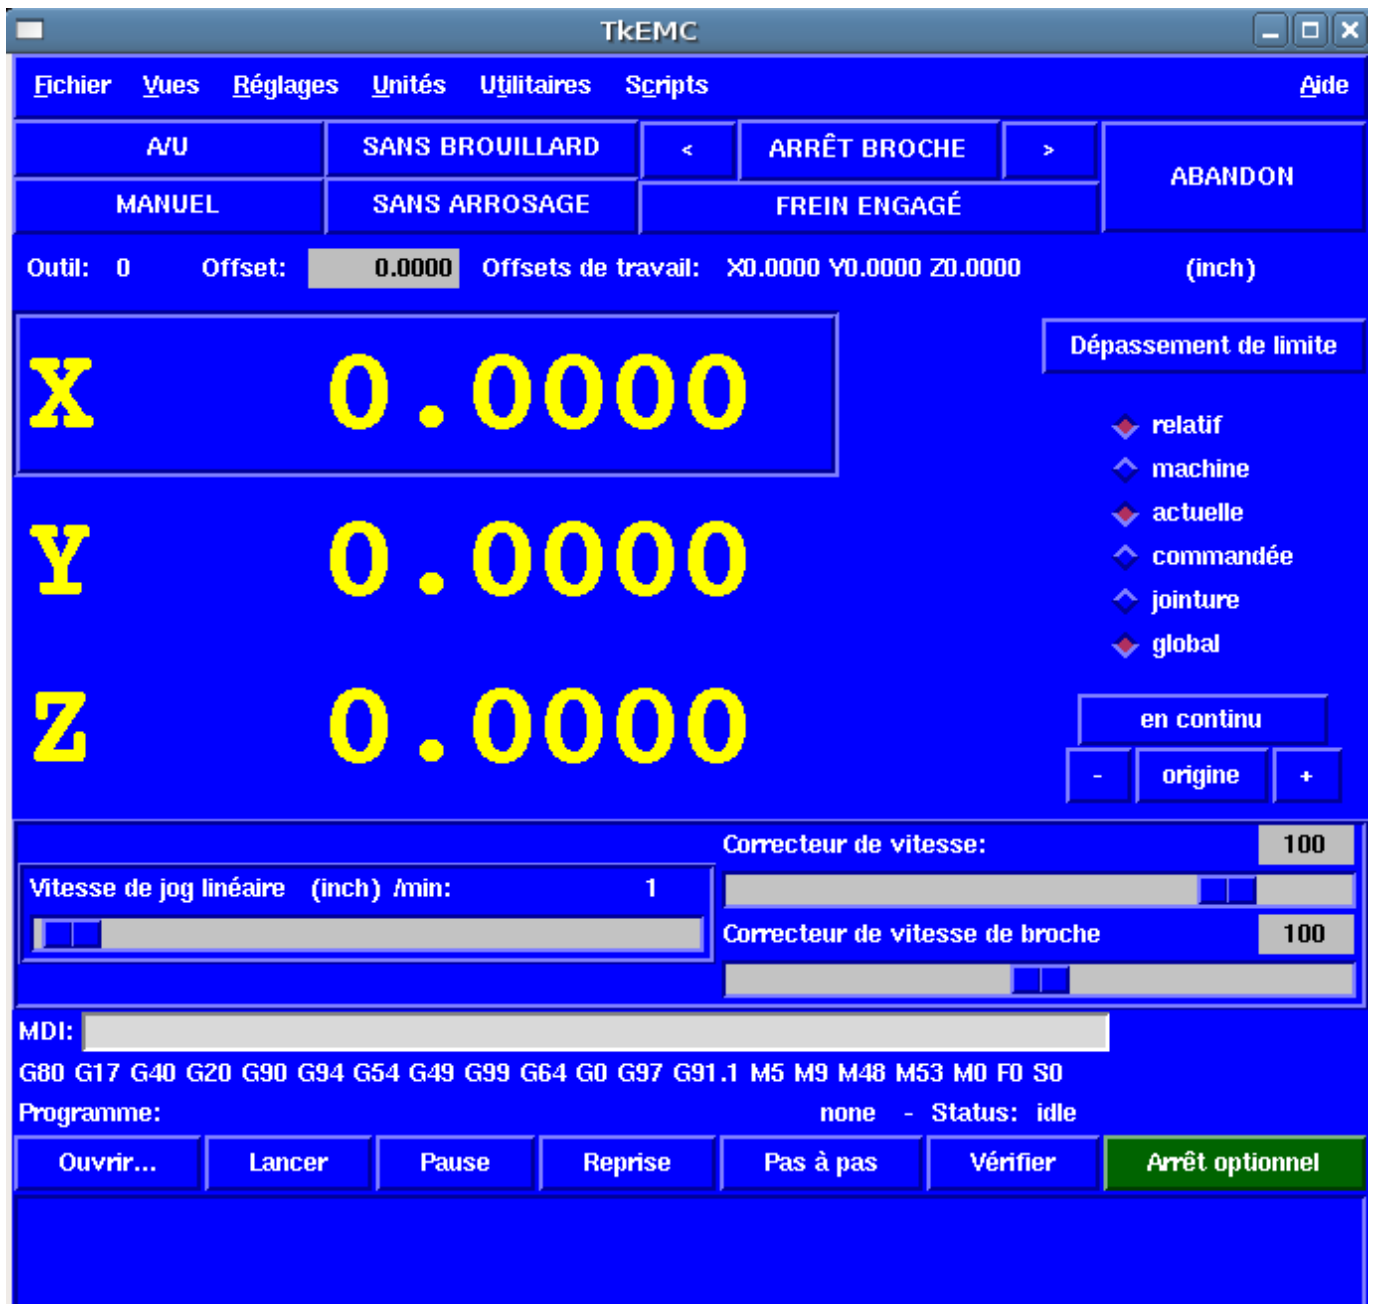 TkEMC
Fichier Vues Réglages Unités Utilitaires Scripts Aide
A/U SANS BROUILLARD < ARRÊT BROCHE > ABANDON
MANUEL SANS ARROSAGE FREIN ENGAGÉ
Outil: 0 Offset: 0.0000 Offsets de travail: X0.0000 Y0.0000 Z0.0000 (inch)
Dépassement de limite
X 0.0000
relatif
machine
actuelle
Y 0.0000
commandée
jointure
global
Z 0.0000
en continu
- origine +
Correcteur de vitesse: 100
Vitesse de jog linéaire (inch) /min: 1
Correcteur de vitesse de broche 100
MDI:
G80 G17 G40 G20 G90 G94 G54 G49 G99 G64 G0 G97 G91.1 M5 M9 M48 M53 M0 F0 S0
Programme: none - Status: idle
Ouvrir... Lancer Pause Reprise Pas à pas Vérifier Arrêt optionnel